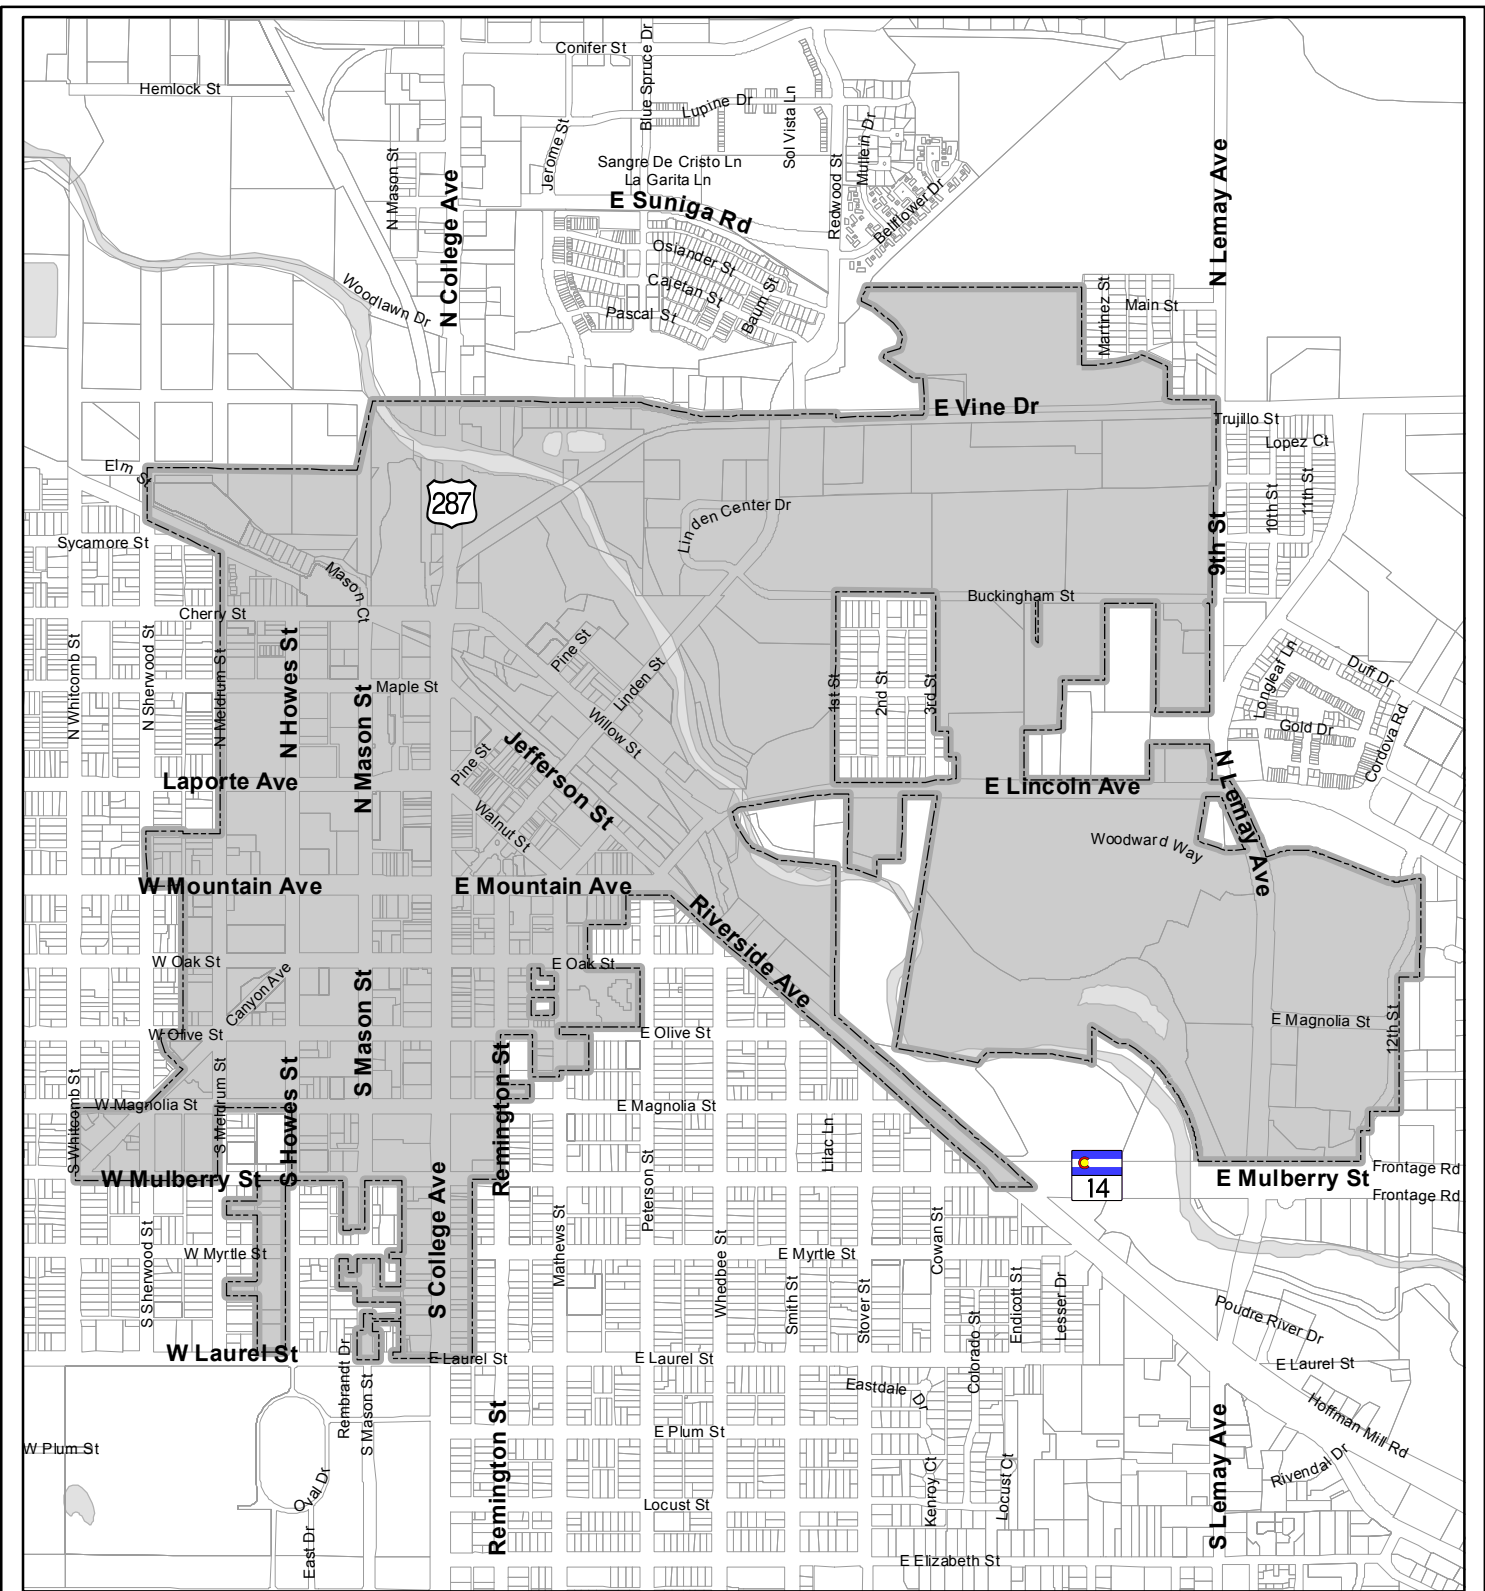 Conifer St
Blue Spruce Dr
Hemlock St
Lupine Dr
Sol Vista Ln
Mullein Dr
Jerome St
N Mason St
Sangre De Cristo Ln
La Garita Ln
Redwood St
Bellflower Dr
N Lemay Ave
N College Ave
E Suniga Rd
Osiander St
Cajetan St
Pascal St
Baum St
Woodlawn Dr
Martinez St
Main St
E Vine Dr
Trujillo St
Lopez Ct
Elm St
287
10th St
11th St
Linden Center Dr
9th St
Sycamore St
Mason Ct
Cherry St
Buckingham St
N Whitcomb St
N Sherwood St
N Meldrum St
N Howes St
N Mason St
Maple St
Pine St
Linden St
Willow St
1st St
2nd St
3rd St
Longleaf Ln
Duff Dr
Gold Dr
Cordova Rd
Pine St
Jefferson St
Walnut St
Laporte Ave
E Lincoln Ave
N Lemay Ave
Woodward Way
W Mountain Ave
E Mountain Ave
Riverside Ave
W Oak St
E Oak St
Canyon Ave
S Mason St
W Olive St
E Olive St
E Magnolia St
12th St
S Whitcomb St
W Magnolia St
S Meldrum St
S Howes St
Remington St
E Magnolia St
Lilac Ln
W Mulberry St
S College Ave
Peterson St
14
E Mulberry St
Frontage Rd
Frontage Rd
S Sherwood St
W Myrtle St
Mathews St
Whedbee St
E Myrtle St
Smith St
Stover St
Cowan St
Colorado St
Endicott St
Lesser Dr
Poudre River Dr
W Laurel St
Rembrandt Dr
S Mason St
E Laurel St
E Laurel St
E Laurel St
Eastdale Dr
Hoffman Mill Rd
W Plum St
E Plum St
Remington St
Oval Dr
East Dr
Locust St
Kenroy Ct
Locust Ct
S Lemay Ave
Rivendal Dr
E Elizabeth St